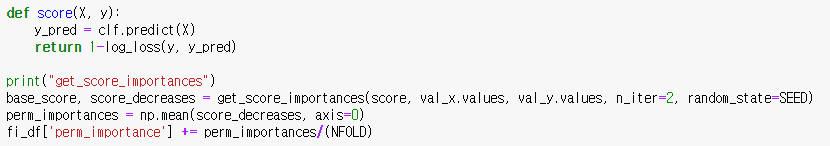 def score(X, y):
    y_pred = clf.predict(X)
    return 1-log_loss(y, y_pred)

print("get_score_importances")
base_score, score_decreases = get_score_importances(score, val_x.values, val_y.values, n_iter=2, random_state=SEED)
perm_importances = np.mean(score_decreases, axis=0)
fi_df['perm_importance'] += perm_importances/(NFOLD)